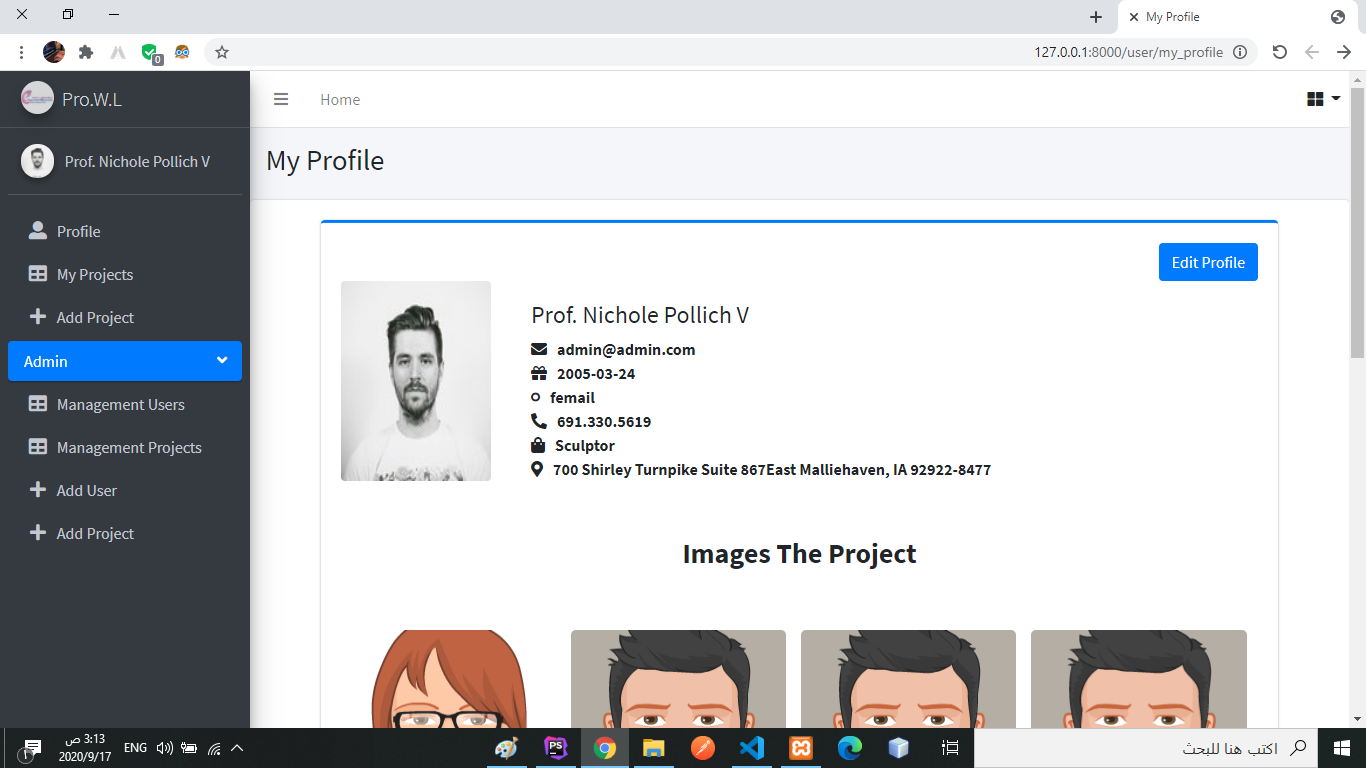 My Profile
127.0.0.1:8000/user/my_profile
0
Pro.W.L
Home
Prof. Nichole Pollich V
My Profile
Profile
My Projects
Add Project
Admin
Management Users
Management Projects
Add User
Add Project
Edit Profile
Prof. Nichole Pollich V
admin@admin.com
2005-03-24
femail
691.330.5619
Sculptor
700 Shirley Turnpike Suite 867East Malliehaven, IA 92922-8477
Images The Project
1
3:13 ص
2020/9/17
ENG
PS
اكتب هنا للبحث